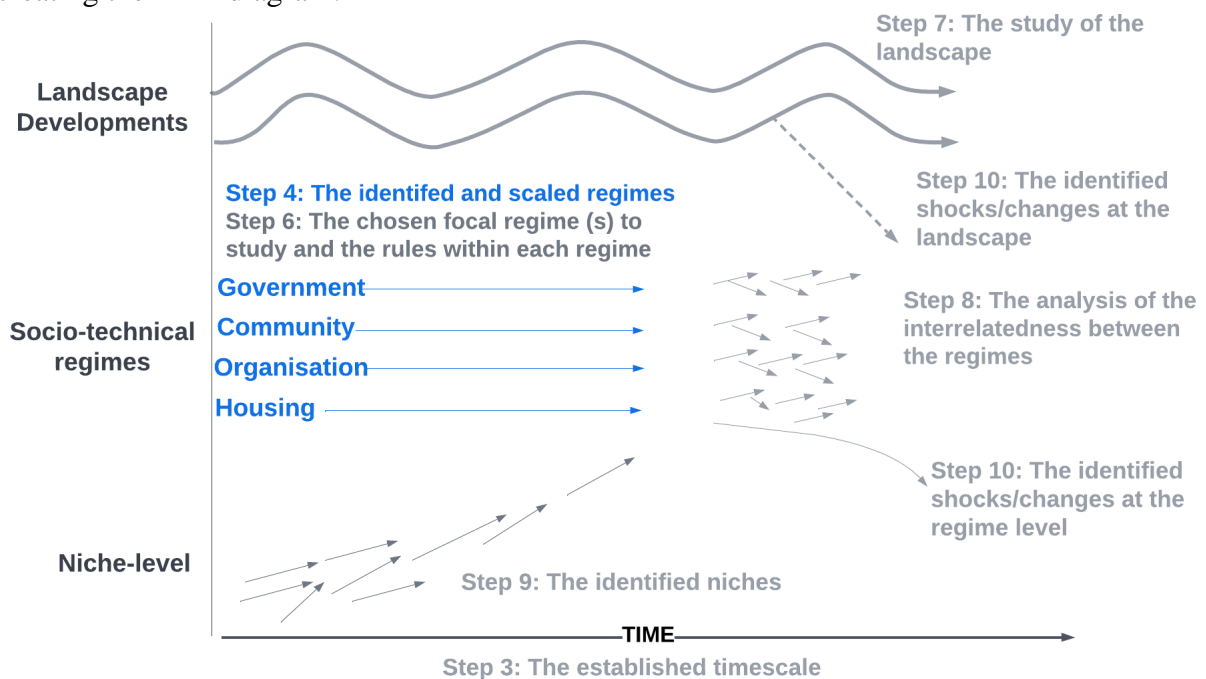 Step 7: The study of the
landscape
Landscape
Developments
Step 4: The identifed and scaled regimes
Step 6: The chosen focal regime (s) to
study and the rules within each regime
Step 10: The identified
shocks/changes at the
landscape
Government
Community
Organisation
Housing
Socio-technical
regimes
Step 8: The analysis of the
interrelatedness between
the regimes
Step 10: The identified
shocks/changes at the
regime level
Niche-level
Step 9: The identified niches
TIME
Step 3: The established timescale